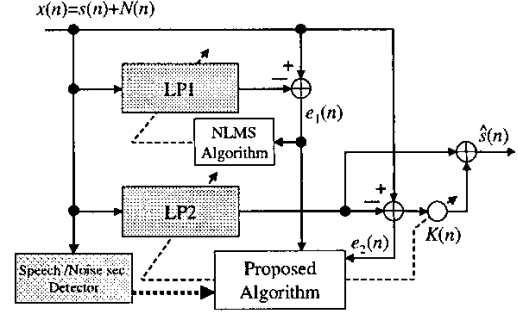 x(n)=s(n)+N(n)
LP1
+
−
e₁(n)
NLMS
Algorithm
ŝ(n)
LP2
+
−
K(n)
e₂(n)
Speech /Noise sec
Detector
Proposed
Algorithm